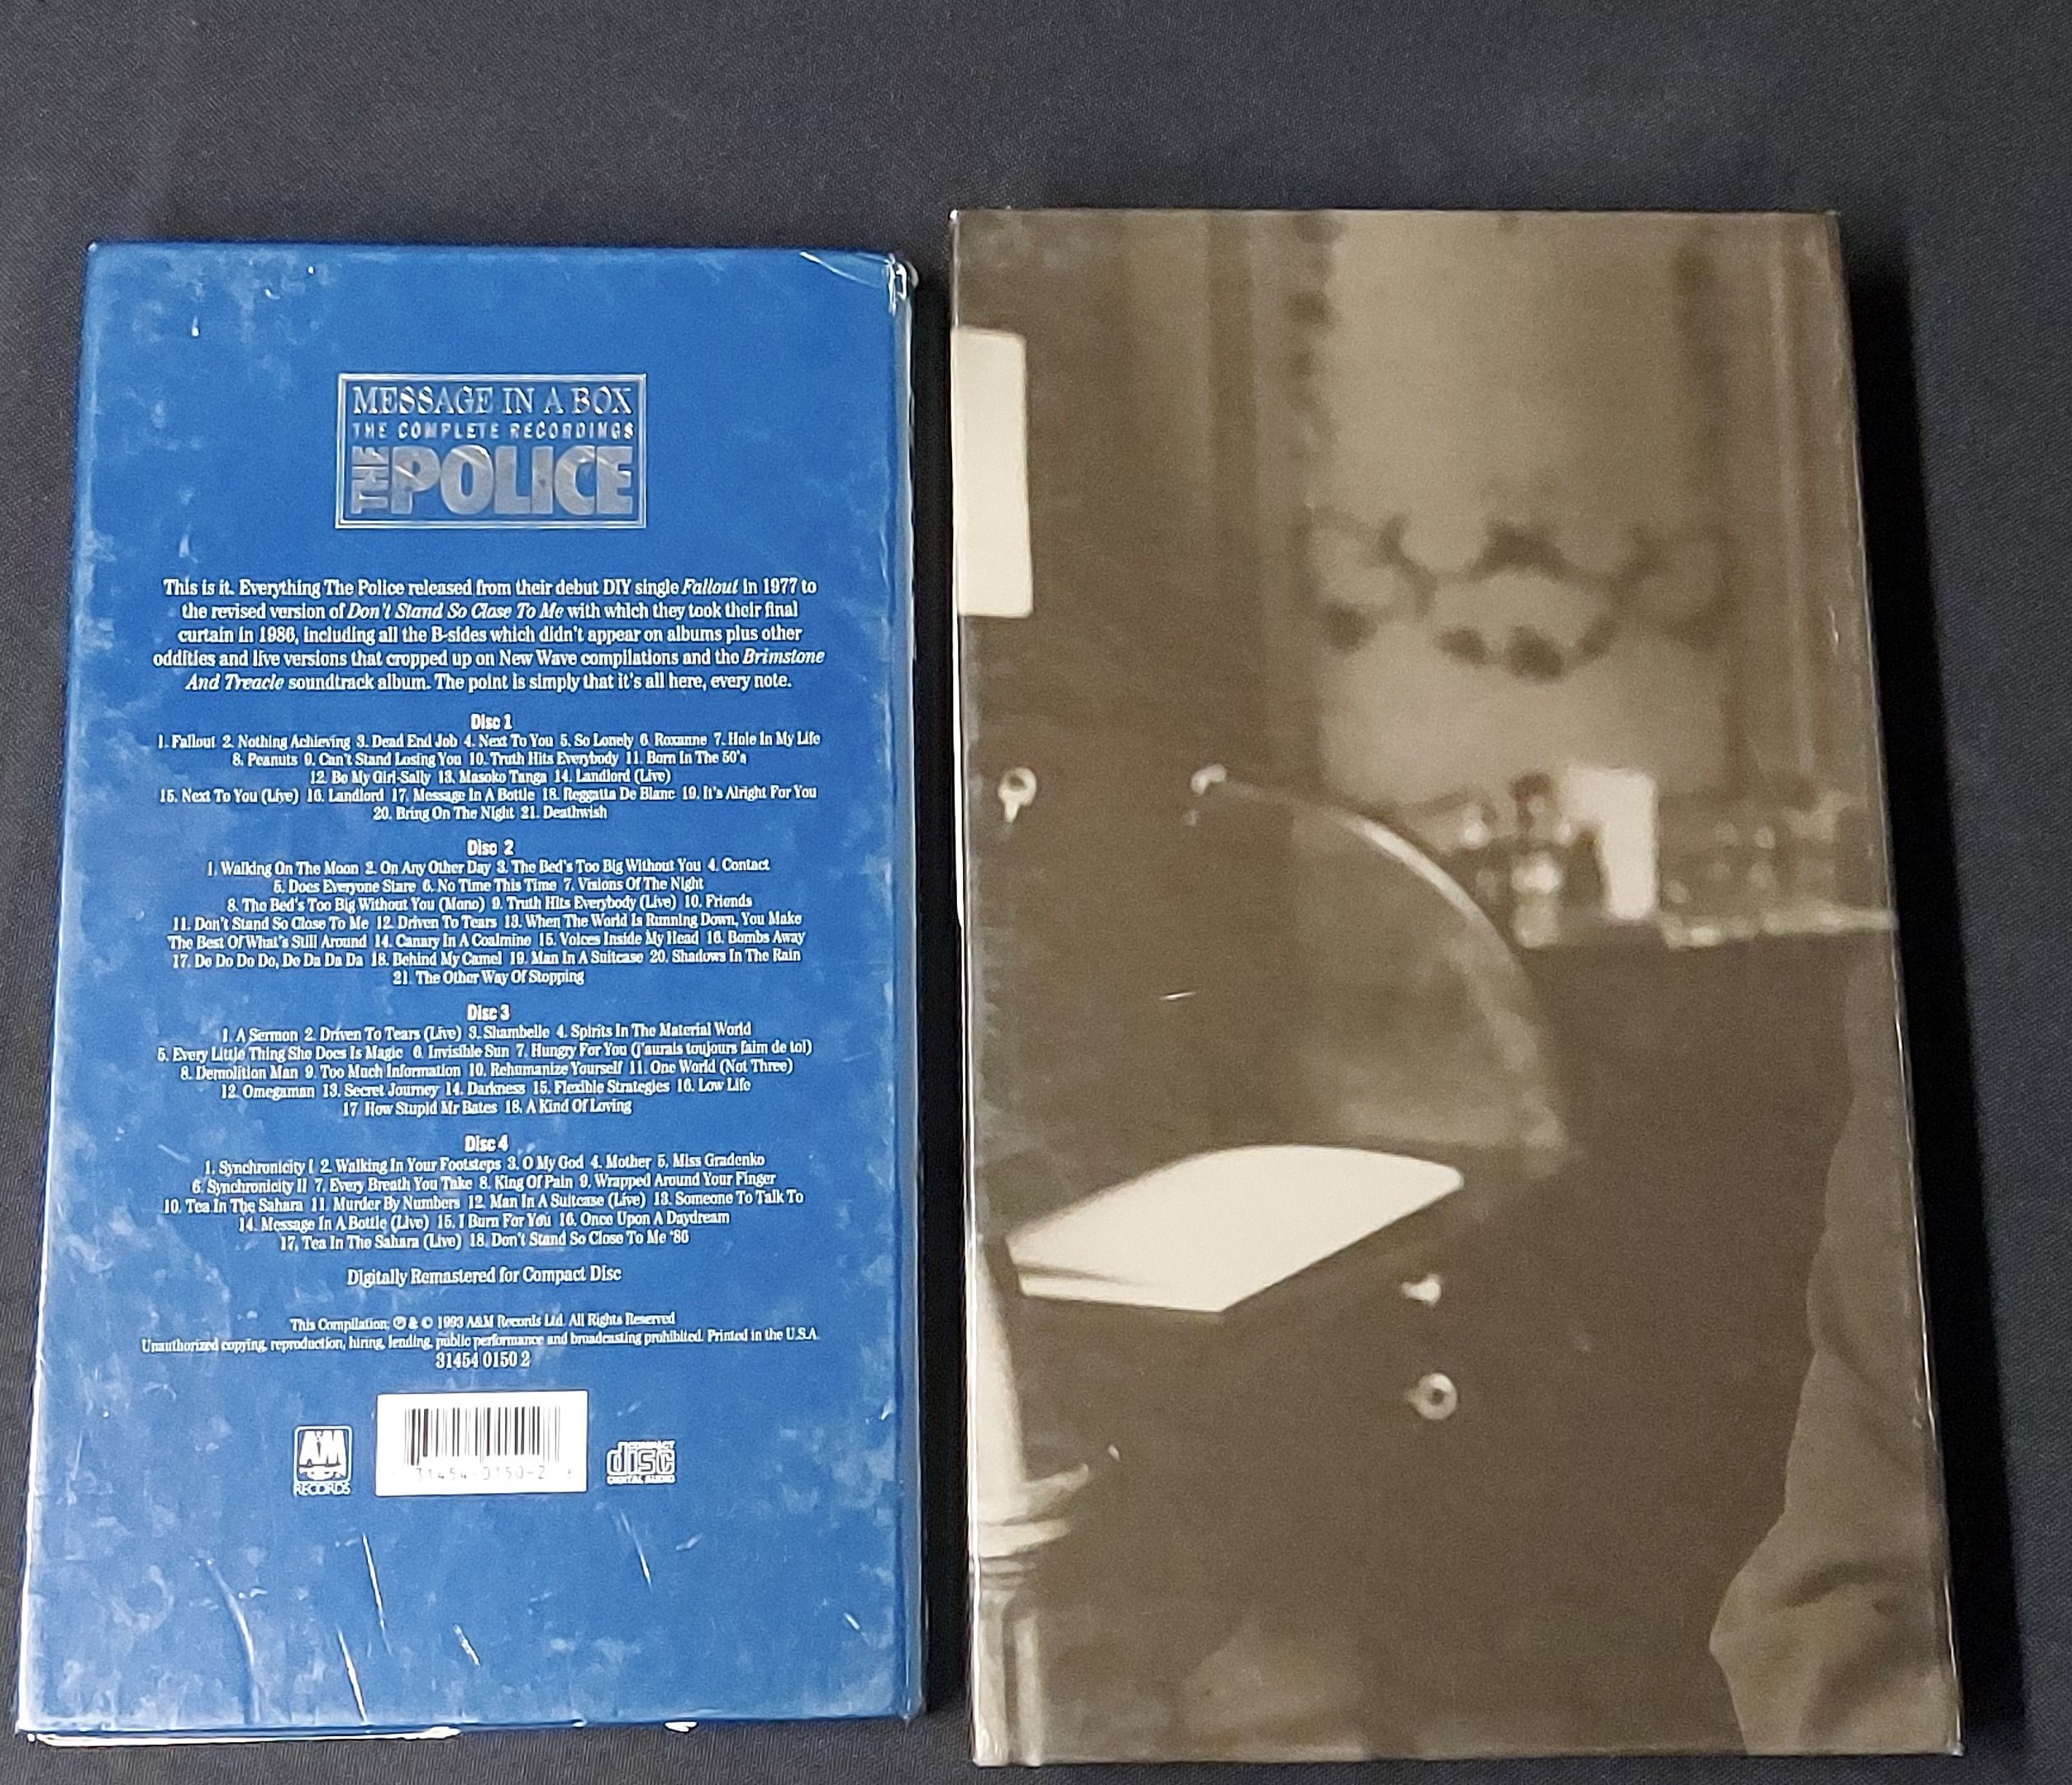 MESSAGE IN A BOX
THE COMPLETE RECORDINGS
THE POLICE
This is it. Everything The Police released from their debut DIY single Fallout in 1977 to
the revised version of Don't Stand So Close To Me with which they took their final
curtain in 1986, including all the B-sides which didn't appear on albums plus other
oddities and live versions that cropped up on New Wave compilations and the Brimstone
And Treacle soundtrack album. The point is simply that it's all here, every note.
Disc 1
1. Fallout 2. Nothing Achieving 3. Dead End Job 4. Next To You 5. So Lonely 6. Roxanne 7. Hole In My Life
8. Peanuts 9. Can't Stand Losing You 10. Truth Hits Everybody 11. Born In The 50's
12. Be My Girl-Sally 13. Masoko Tanga 14. Landlord (Live)
15. Next To You (Live) 16. Landlord 17. Message In A Bottle 18. Reggatta De Blanc 19. It's Alright For You
20. Bring On The Night 21. Deathwish
Disc 2
1. Walking On The Moon 2. On Any Other Day 3. The Bed's Too Big Without You 4. Contact
5. Does Everyone Stare 6. No Time This Time 7. Visions Of The Night
8. The Bed's Too Big Without You (Mono) 9. Truth Hits Everybody (Live) 10. Friends
11. Don't Stand So Close To Me 12. Driven To Tears 13. When The World Is Running Down, You Make
The Best Of What's Still Around 14. Canary In A Coalmine 15. Voices Inside My Head 16. Bombs Away
17. De Do Do Do, De Da Da Da 18. Behind My Camel 19. Man In A Suitcase 20. Shadows In The Rain
21. The Other Way Of Stopping
Disc 3
1. A Sermon 2. Driven To Tears (Live) 3. Shambelle 4. Spirits In The Material World
5. Every Little Thing She Does Is Magic 6. Invisible Sun 7. Hungry For You (j'aurais toujours faim de toi)
8. Demolition Man 9. Too Much Information 10. Rehumanize Yourself 11. One World (Not Three)
12. Omegaman 13. Secret Journey 14. Darkness 15. Flexible Strategies 16. Low Life
17. How Stupid Mr Bates 18. A Kind Of Loving
Disc 4
1. Synchronicity I 2. Walking In Your Footsteps 3. O My God 4. Mother 5. Miss Gradenko
6. Synchronicity II 7. Every Breath You Take 8. King Of Pain 9. Wrapped Around Your Finger
10. Tea In The Sahara 11. Murder By Numbers 12. Man In A Suitcase (Live) 13. Someone To Talk To
14. Message In A Bottle (Live) 15. I Burn For You 16. Once Upon A Daydream
17. Tea In The Sahara (Live) 18. Don't Stand So Close To Me '86
Digitally Remastered for Compact Disc
This Compilation: ℗ & © 1993 A&M Records Ltd. All Rights Reserved
Unauthorized copying, reproduction, hiring, lending, public performance and broadcasting prohibited. Printed in the U.S.A.
31454 0150 2
A&M
RECORDS
31454-0150-2
COMPACT
disc
DIGITAL AUDIO